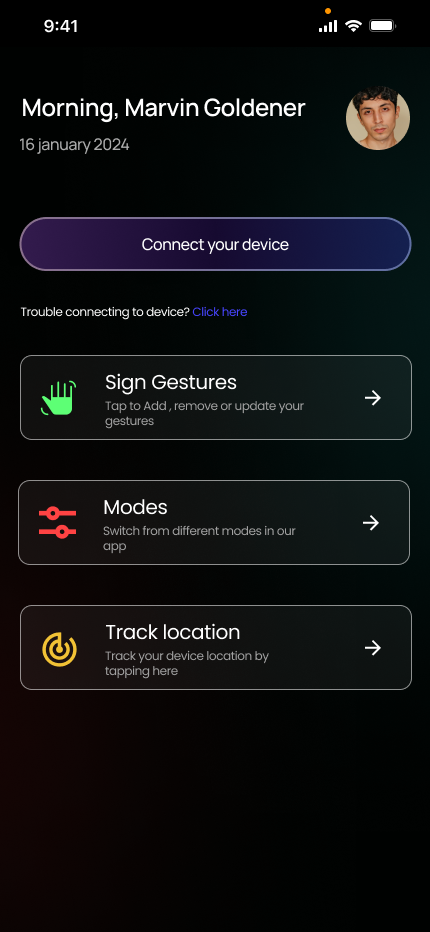 9:41
Morning, Marvin Goldener
16 january 2024
Connect your device
Trouble connecting to device? Click here
Sign Gestures
Tap to Add , remove or update your
gestures
Modes
Switch from different modes in our
app
Track location
Track your device location by
tapping here